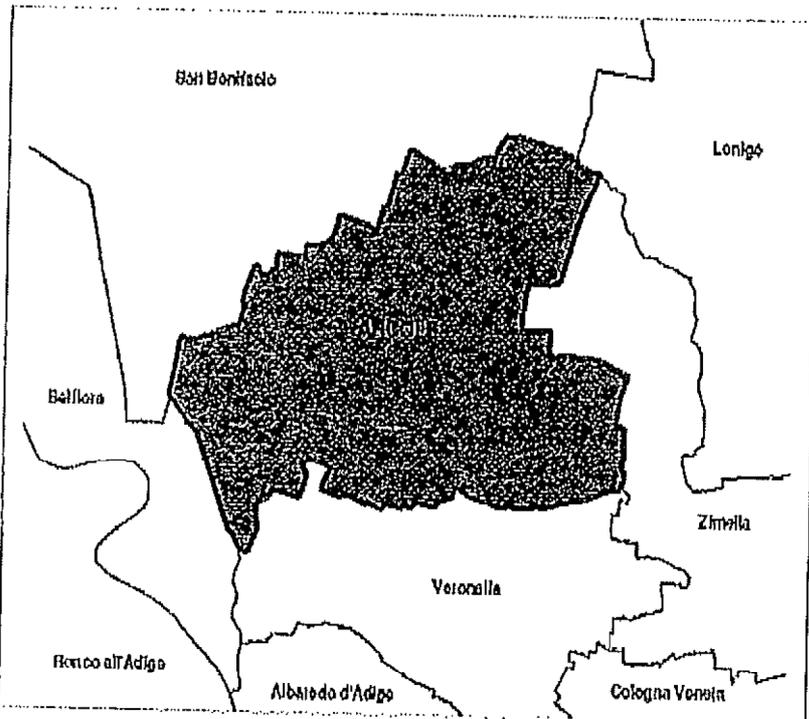 San Bonifacio
Lonigo
Belfiore
Zimella
Veronella
Ronco all'Adige
Albaredo d'Adige
Cologna Veneta